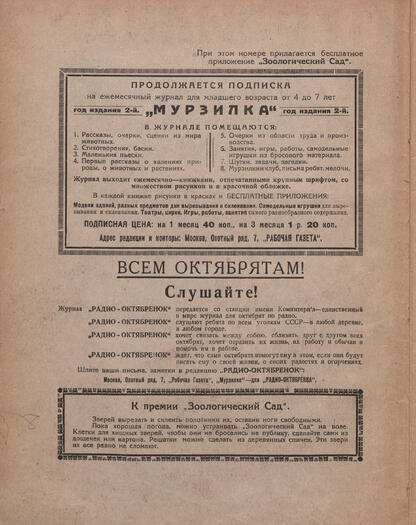 При этом номере прилагается бесплатное
приложение „Зоологический Сад“.
ПРОДОЛЖАЕТСЯ ПОДПИСКА
на ежемесячный журнал для младшего возраста от 4 до 7 лет
год издания 2-й. „МУРЗИЛКА“ год издания 2-й.
В ЖУРНАЛЕ ПОМЕЩАЮТСЯ:
1. Рассказы, очерки, сценки из мира
животных.
2. Стихотворения, басни.
3. Маленькие пьески.
4. Первые рассказы о явлениях природы, о животных и растениях.
5. Очерки из области труда и производства.
6. Занятия, игры, работы, самодельные
игрушки из бросового материала.
7. Шутки, задачи, загадки.
8. Мурзилкин клуб, письма ребят, мелочи.
Журнал выходит ежемесячно—книжками, отпечатанными крупным шрифтом, со
множеством рисунков и в красочной обложке.
В каждой книжке рисунки в красках и БЕСПЛАТНЫЕ ПРИЛОЖЕНИЯ:
Модели зданий, разных предметов для вырезывания и склеивания. Самодельные игрушки для вырезывания и склеивания. Театры, цирки. Игры, работы, занятия самого разнообразного содержания.
ПОДПИСНАЯ ЦЕНА: на 1 месяц 40 коп., на 3 месяца 1 р. 20 коп.
Адрес редакции и конторы: Москва, Охотный ряд, 7, „РАБОЧАЯ ГАЗЕТА“.
ВСЕМ ОКТЯБРЯТАМ!
Слушайте!
Журнал „РАДИО-ОКТЯБРЕНОК“ передается со станции имени Коминтерна—единственный
в мире журнал для октябрят по радио.
„РАДИО-ОКТЯБРЕНОК“ слушают ребята по всем уголкам СССР—в любой деревне,
в любом городе.
„РАДИО-ОКТЯБРЕНОК“ хочет связать между собою, сблизить друг с другом всех
октябрят, хочет отразить их жизнь, их работу и обычаи и
помочь им в работе.
„РАДИО-ОКТЯБРЕНОК“ ждет, что сами октябрята помогут ему в этом, если они будут
писать ему о своей жизни, о своих радостях и огорчениях.
Шлите ваши письма, заметки в редакцию „РАДИО-ОКТЯБРЕНОК“:
Москва, Охотный ряд, 7, „Рабочая Газета“, „Мурзилке“—для „РАДИО-ОКТЯБРЕНКА“.
К премии „Зоологический Сад“.
Зверей вырезать и склеить половинки их, оставив ноги свободными.
Пока хорошая погода, можно устраивать „Зоологический Сад“ на воле.
Клетки для хищных зверей, чтобы они не бросались на публику, сделайте сами из
дощечек или картона. Решетки можно сделать из деревянных спичек. Эти звери
их все равно не сломают.